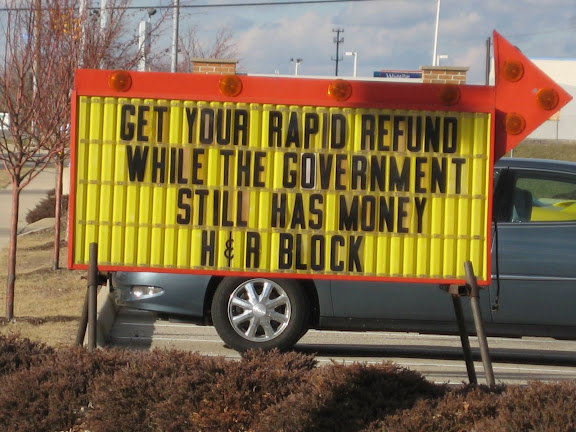 GET YOUR RAPID REFUND
WHILE THE GOVERNMENT
STILL HAS MONEY
H & R BLOCK